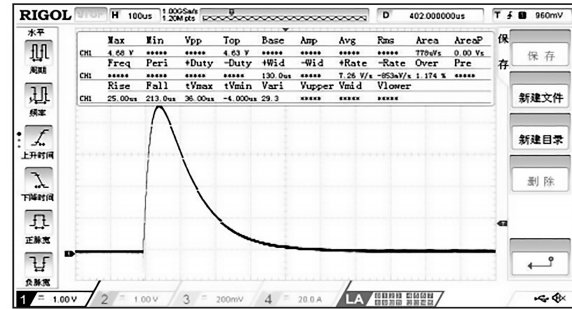 RIGOL STOP H 100us 1.00GSa/s 1.20M pts D 402.000000us T 1 960mV
水平
周期
频率
上升时间
下降时间
正脉宽
负脉宽
Max Min Vpp Top Base Amp Avg Rms Area AreaP
CH1 4.68 V ***** ***** 4.63 V ***** ***** ***** ***** 778uVs 0.00 Vs
Freq Peri +Duty -Duty +Wid -Wid +Rate -Rate Over Pre
CH1 ***** ***** ***** ***** 130.0us ***** 7.26 V/s -853mV/s 1.174 % *****
Rise Fall tVmax tVmin Vari Vupper Vmid Vlower
CH1 25.00us 213.0us 36.00us -4.000us 29.3 ***** ***** *****
保存
保 存
新建文件
新建目录
删 除
1 = 1.00 V 2 = 1.00 V 3 = 200mV 4 = 20.0 A LA